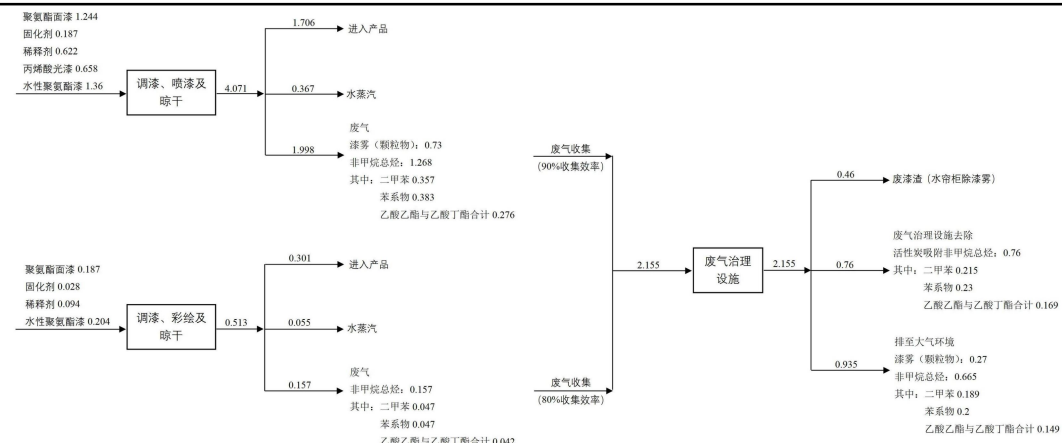 聚氨酯面漆 1.244
固化剂 0.187
稀释剂 0.622
丙烯酸光漆 0.658
水性聚氨酯漆 1.36
调漆、喷漆及
晾干
4.071
1.706
进入产品
0.367
水蒸汽
1.998
废气
漆雾（颗粒物）：0.73
非甲烷总烃：1.268
其中：二甲苯 0.357
苯系物 0.383
乙酸乙酯与乙酸丁酯合计 0.276
聚氨酯面漆 0.187
固化剂 0.028
稀释剂 0.094
水性聚氨酯漆 0.204
调漆、彩绘及
晾干
0.513
0.301
进入产品
0.055
水蒸汽
0.157
废气
非甲烷总烃：0.157
其中：二甲苯 0.047
苯系物 0.047
乙酸乙酯与乙酸丁酯合计 0.042
废气收集
(90%收集效率)
废气收集
(80%收集效率)
2.155
废气治理
设施
2.155
0.46
废漆渣（水帘柜除漆雾）
0.76
废气治理设施去除
活性炭吸附非甲烷总烃：0.76
其中：二甲苯 0.215
苯系物 0.23
乙酸乙酯与乙酸丁酯合计 0.169
0.935
排至大气环境
漆雾（颗粒物）：0.27
非甲烷总烃：0.665
其中：二甲苯 0.189
苯系物 0.2
乙酸乙酯与乙酸丁酯合计 0.149